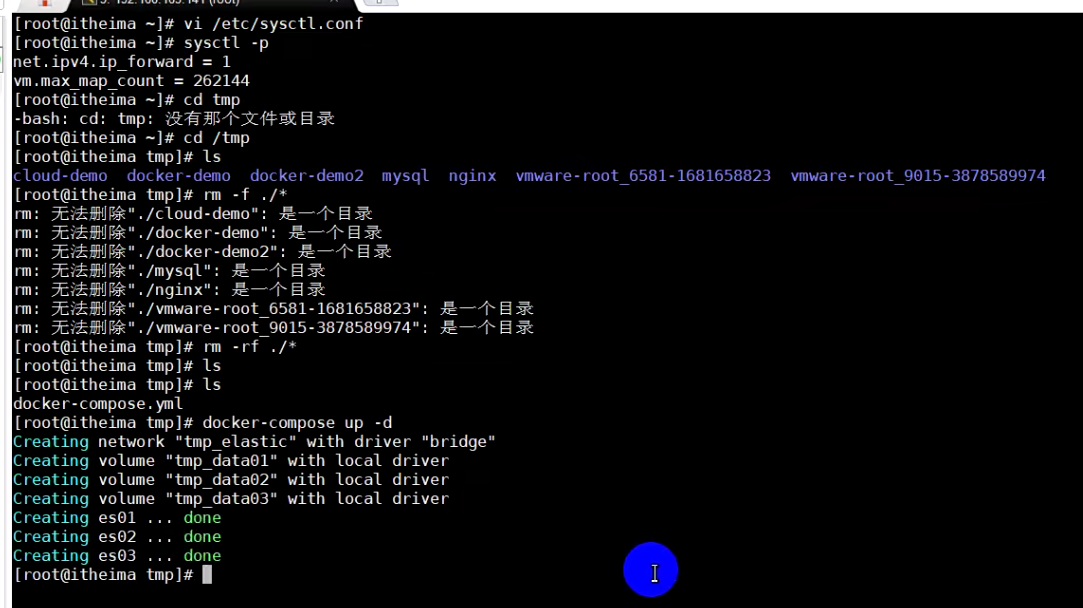 [root@itheima ~]# vi /etc/sysctl.conf
[root@itheima ~]# sysctl -p
net.ipv4.ip_forward = 1
vm.max_map_count = 262144
[root@itheima ~]# cd tmp
-bash: cd: tmp: 没有那个文件或目录
[root@itheima ~]# cd /tmp
[root@itheima tmp]# ls
cloud-demo  docker-demo  docker-demo2  mysql  nginx  vmware-root_6581-1681658823  vmware-root_9015-3878589974
[root@itheima tmp]# rm -f ./*
rm: 无法删除"./cloud-demo": 是一个目录
rm: 无法删除"./docker-demo": 是一个目录
rm: 无法删除"./docker-demo2": 是一个目录
rm: 无法删除"./mysql": 是一个目录
rm: 无法删除"./nginx": 是一个目录
rm: 无法删除"./vmware-root_6581-1681658823": 是一个目录
rm: 无法删除"./vmware-root_9015-3878589974": 是一个目录
[root@itheima tmp]# rm -rf ./*
[root@itheima tmp]# ls
[root@itheima tmp]# ls
docker-compose.yml
[root@itheima tmp]# docker-compose up -d
Creating network "tmp_elastic" with driver "bridge"
Creating volume "tmp_data01" with local driver
Creating volume "tmp_data02" with local driver
Creating volume "tmp_data03" with local driver
Creating es01 ... done
Creating es02 ... done
Creating es03 ... done
[root@itheima tmp]#